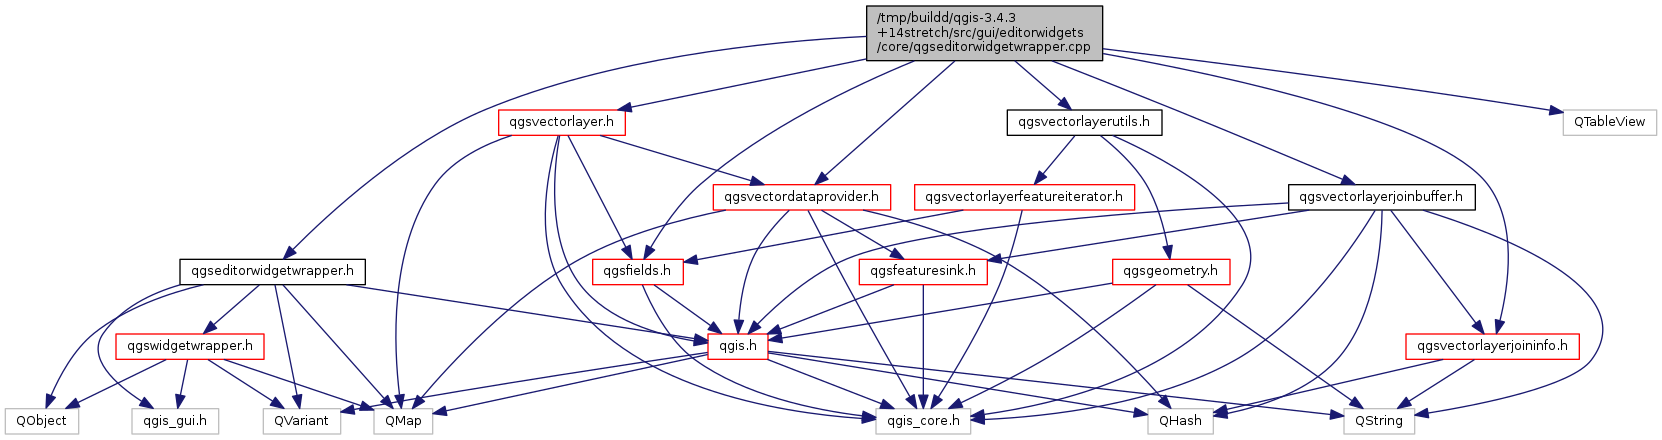 /tmp/buildd/qgis-3.4.3
+14stretch/src/gui/editorwidgets
/core/qgseditorwidgetwrapper.cpp
qgsvectorlayer.h
qgsvectorlayerutils.h
QTableView
qgsvectordataprovider.h
qgsvectorlayerfeatureiterator.h
qgsvectorlayerjoinbuffer.h
qgseditorwidgetwrapper.h
qgsfields.h
qgsfeaturesink.h
qgsgeometry.h
qgswidgetwrapper.h
qgis.h
qgsvectorlayerjoininfo.h
QObject
qgis_gui.h
QVariant
QMap
qgis_core.h
QHash
QString